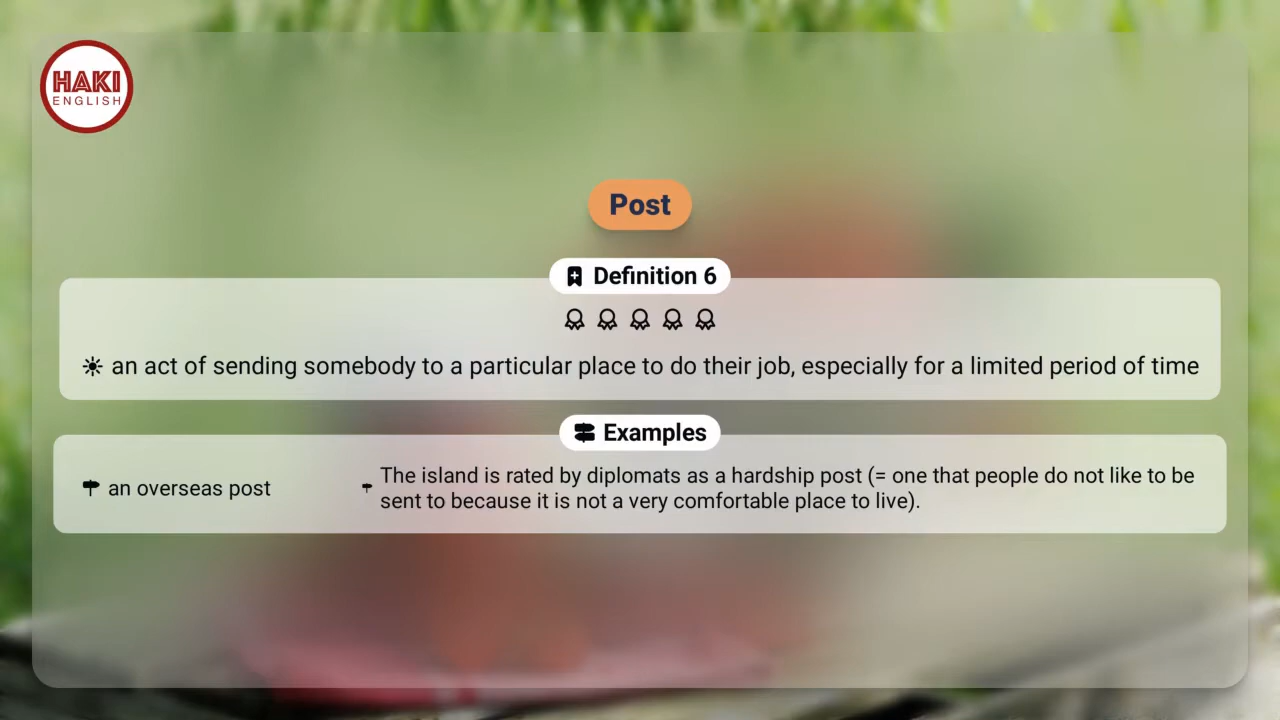 HAKI
ENGLISH
Post
Definition 6
an act of sending somebody to a particular place to do their job, especially for a limited period of time
Examples
an overseas post
The island is rated by diplomats as a hardship post (= one that people do not like to be
sent to because it is not a very comfortable place to live).